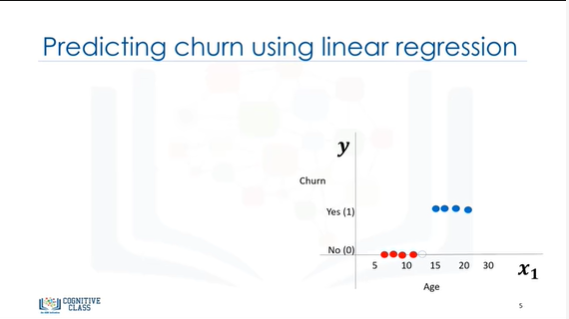 Predicting churn using linear regression
y
Churn
Yes (1)
No (0)
5 10 15 20 30
x₁
Age
COGNITIVE
CLASS
5